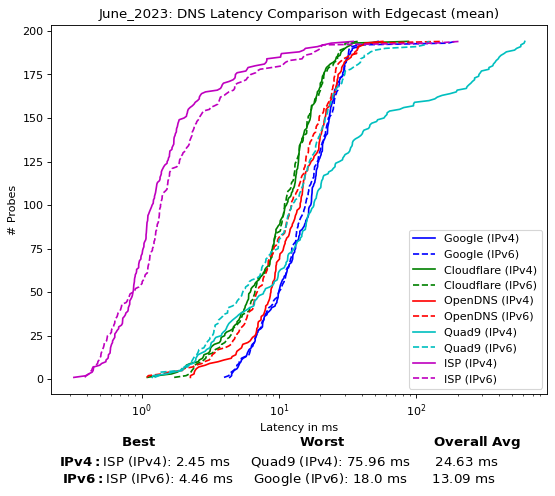 June_2023: DNS Latency Comparison with Edgecast (mean)
200
175
150
125
100
75
50
25
0
# Probes
Google (IPv4)
Google (IPv6)
Cloudflare (IPv4)
Cloudflare (IPv6)
OpenDNS (IPv4)
OpenDNS (IPv6)
Quad9 (IPv4)
Quad9 (IPv6)
ISP (IPv4)
ISP (IPv6)
10⁰ 10¹ 10²
Latency in ms
Best Worst Overall Avg
IPv4: ISP (IPv4): 2.45 ms Quad9 (IPv4): 75.96 ms 24.63 ms
IPv6: ISP (IPv6): 4.46 ms Google (IPv6): 18.0 ms 13.09 ms